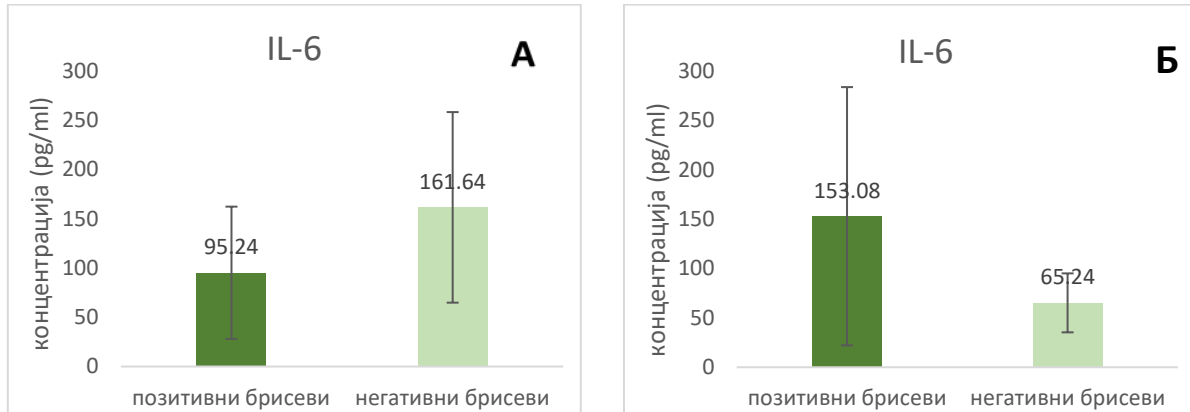 IL-6
А
300
250
200
150
100
50
0
концентрација (pg/ml)
95.24
161.64
позитивни брисеви
негативни брисеви
IL-6
Б
300
250
200
150
100
50
0
концентрација (pg/ml)
153.08
65.24
позитивни брисеви
негативни брисеви